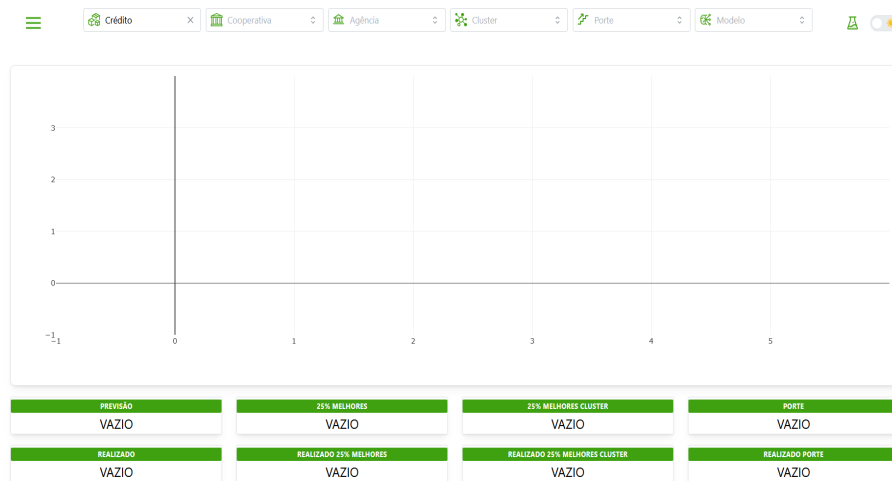 Crédito
Cooperativa
Agência
Cluster
Porte
Modelo
3
2
1
0
−1
−1 0 1 2 3 4 5
PREVISÃO
VAZIO
25% MELHORES
VAZIO
25% MELHORES CLUSTER
VAZIO
PORTE
VAZIO
REALIZADO
VAZIO
REALIZADO 25% MELHORES
VAZIO
REALIZADO 25% MELHORES CLUSTER
VAZIO
REALIZADO PORTE
VAZIO